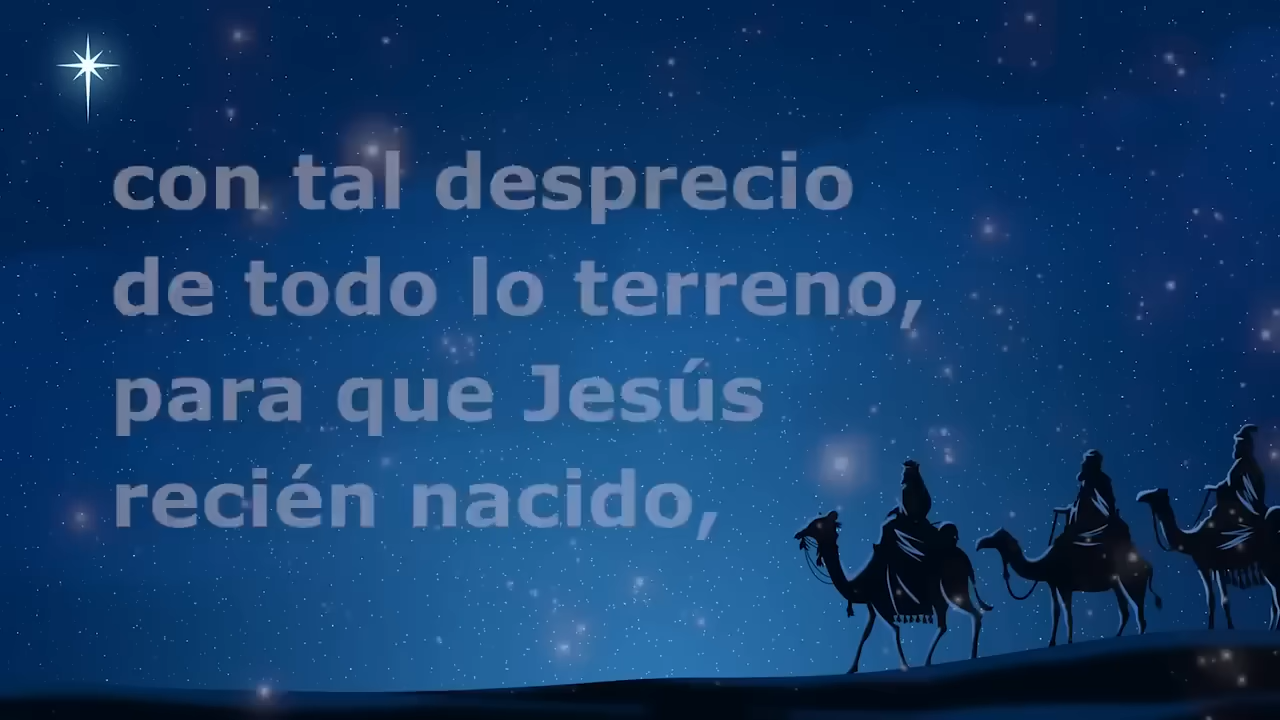 con tal desprecio
de todo lo terreno,
para que Jesús
recién nacido,